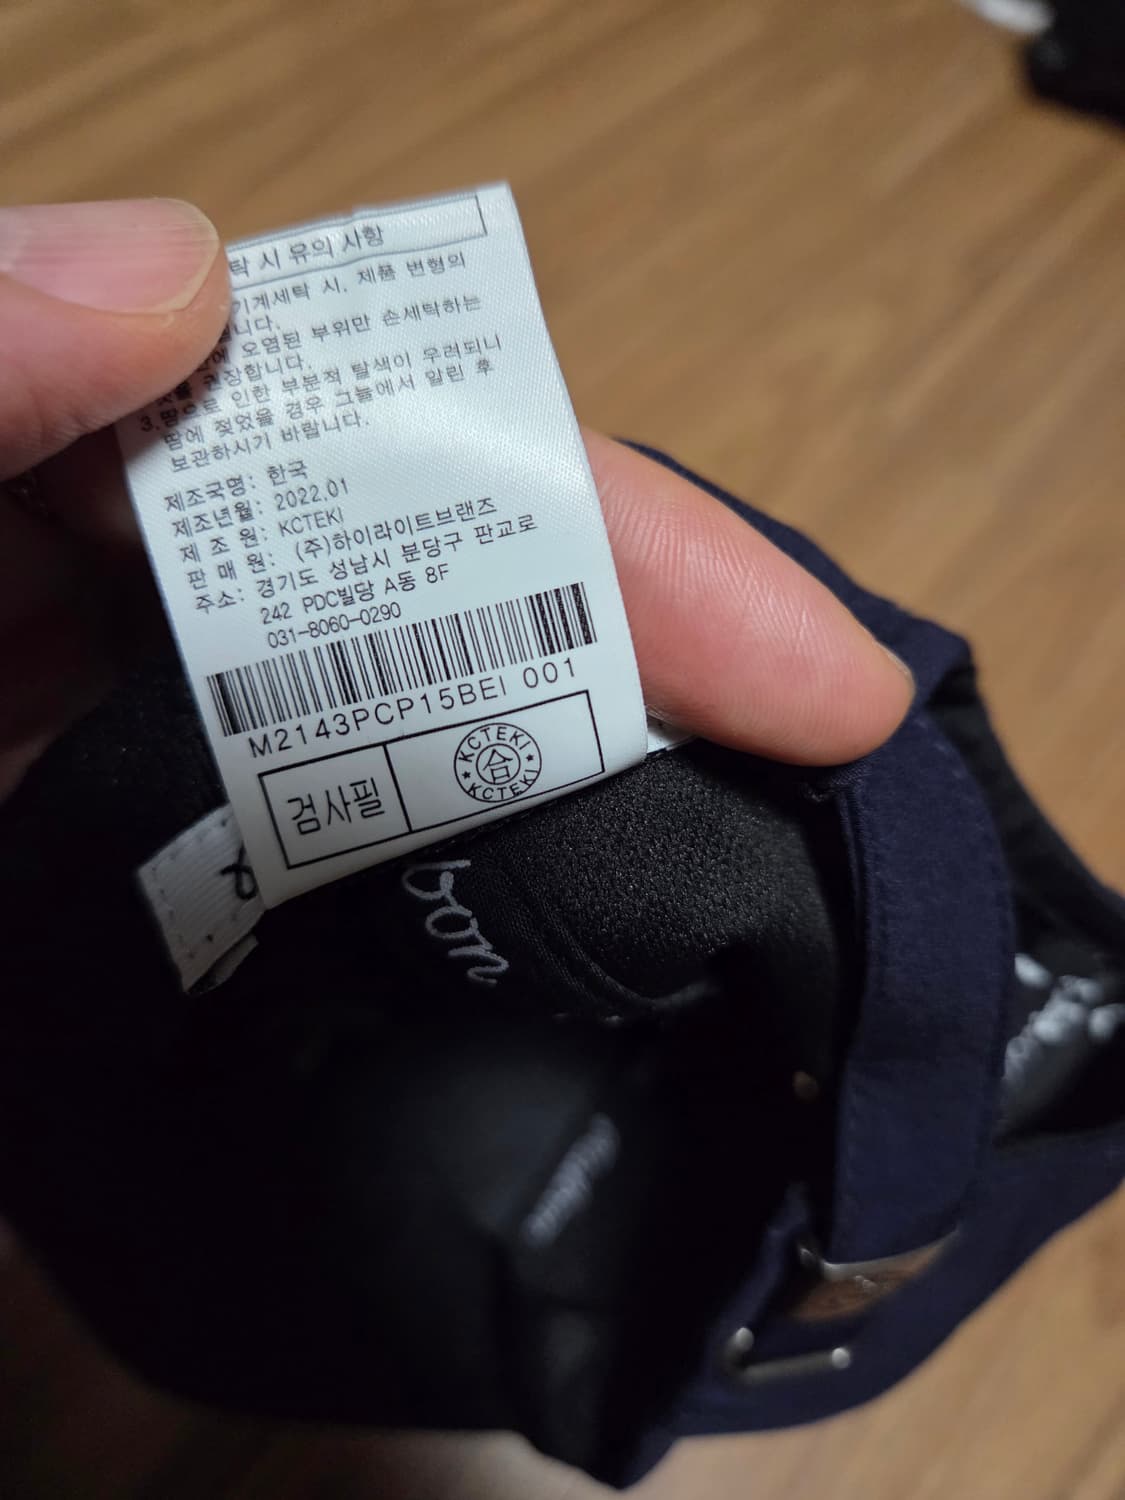 탁 시 유의 사항
기계세탁 시, 제품 변형의
니다.
에 오염된 부위만 손세탁하는
권장합니다.
3.땀으로 인한 부분적 탈색이 우려되니
땀에 젖었을 경우 그늘에서 말린 후
보관하시기 바랍니다.
제조국명: 한국
제조년월: 2022.01
제 조 원: KCTEKI
판 매 원: (주)하이라이트브랜즈
주소: 경기도 성남시 분당구 판교로
242 PDC빌딩 A동 8F
031-8060-0290
M2143PCP15BEI 001
검사필
KCTEKI
合
KCTEKI
bon